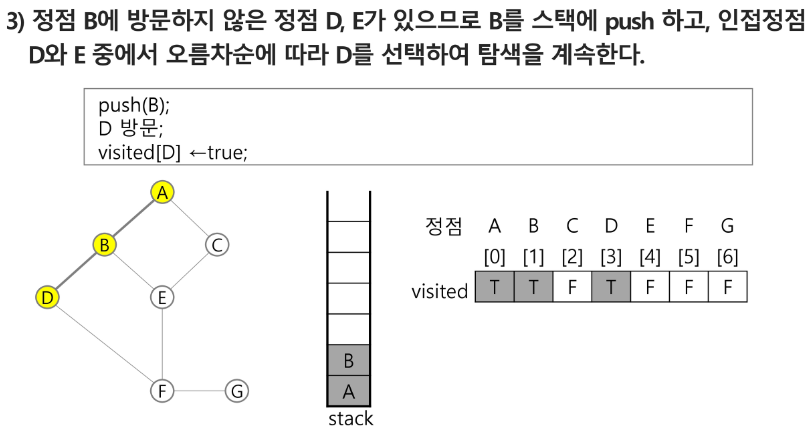 3) 정점 B에 방문하지 않은 정점 D, E가 있으므로 B를 스택에 push 하고, 인접정점
D와 E 중에서 오름차순에 따라 D를 선택하여 탐색을 계속한다.
push(B);
D 방문;
visited[D] ←true;
A
B
C
D
E
F
G
B
A
stack
정점 A B C D E F G
[0] [1] [2] [3] [4] [5] [6]
visited T T F T F F F